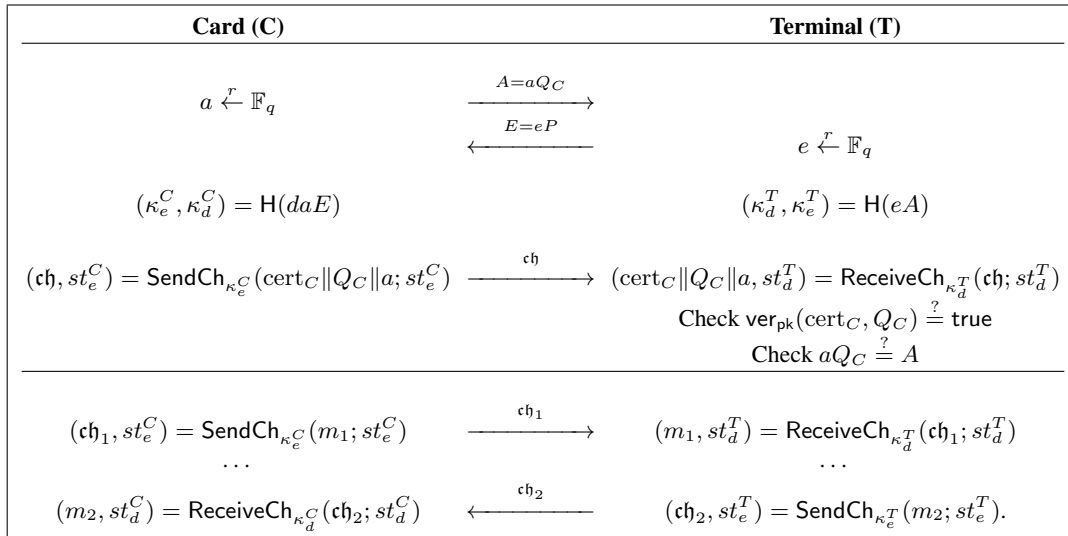 Card (C) Terminal (T)
A=aQ_C
a ←^r 𝔽_q ⟶
E=eP
⟵ e ←^r 𝔽_q
(κ_e^C, κ_d^C) = H(daE) (κ_d^T, κ_e^T) = H(eA)
(𝔠𝔥, st_e^C) = SendCh_{κ_e^C}(cert_C‖Q_C‖a; st_e^C) ⟶^{𝔠𝔥} (cert_C‖Q_C‖a, st_d^T) = ReceiveCh_{κ_d^T}(𝔠𝔥; st_d^T)
Check ver_pk(cert_C, Q_C) ≟ true
Check aQ_C ≟ A
(𝔠𝔥_1, st_e^C) = SendCh_{κ_e^C}(m_1; st_e^C) ⟶^{𝔠𝔥_1} (m_1, st_d^T) = ReceiveCh_{κ_d^T}(𝔠𝔥_1; st_d^T)
... ...
(m_2, st_d^C) = ReceiveCh_{κ_d^C}(𝔠𝔥_2; st_d^C) ⟵^{𝔠𝔥_2} (𝔠𝔥_2, st_e^T) = SendCh_{κ_e^T}(m_2; st_e^T).